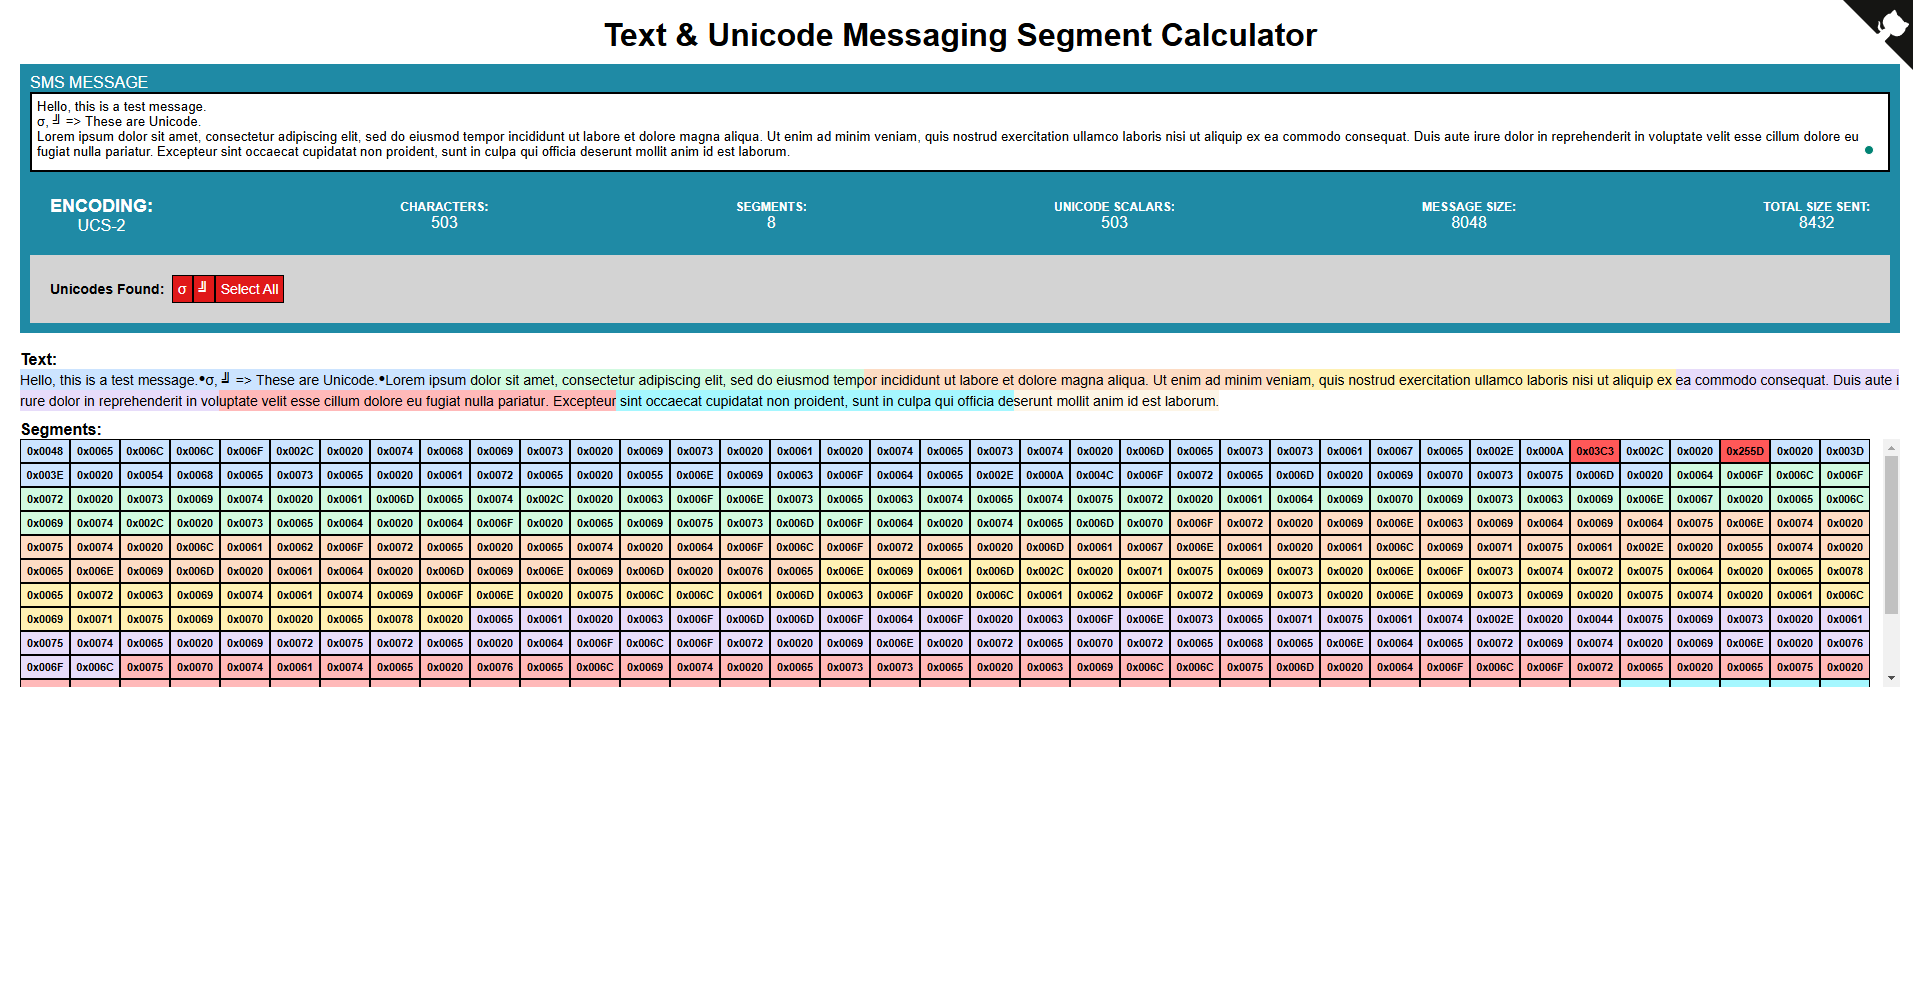 Text & Unicode Messaging Segment Calculator
SMS MESSAGE
Hello, this is a test message.
σ, ╝ => These are Unicode.
Lorem ipsum dolor sit amet, consectetur adipiscing elit, sed do eiusmod tempor incididunt ut labore et dolore magna aliqua. Ut enim ad minim veniam, quis nostrud exercitation ullamco laboris nisi ut aliquip ex ea commodo consequat. Duis aute irure dolor in reprehenderit in voluptate velit esse cillum dolore eu
fugiat nulla pariatur. Excepteur sint occaecat cupidatat non proident, sunt in culpa qui officia deserunt mollit anim id est laborum.
ENCODING: CHARACTERS: SEGMENTS: UNICODE SCALARS: MESSAGE SIZE: TOTAL SIZE SENT:
UCS-2 503 8 503 8048 8432
Unicodes Found: σ ╝ Select All
Text:
Hello, this is a test message.•σ, ╝ => These are Unicode.•Lorem ipsum dolor sit amet, consectetur adipiscing elit, sed do eiusmod tempor incididunt ut labore et dolore magna aliqua. Ut enim ad minim veniam, quis nostrud exercitation ullamco laboris nisi ut aliquip ex ea commodo consequat. Duis aute i
rure dolor in reprehenderit in voluptate velit esse cillum dolore eu fugiat nulla pariatur. Excepteur sint occaecat cupidatat non proident, sunt in culpa qui officia deserunt mollit anim id est laborum.
Segments:
0x0048 0x0065 0x006C 0x006C 0x006F 0x002C 0x0020 0x0074 0x0068 0x0069 0x0073 0x0020 0x0069 0x0073 0x0020 0x0061 0x0020 0x0074 0x0065 0x0073 0x0074 0x0020 0x006D 0x0065 0x0073 0x0073 0x0061 0x0067 0x0065 0x002E 0x000A 0x03C3 0x002C 0x0020 0x255D 0x0020 0x003D
0x003E 0x0020 0x0054 0x0068 0x0065 0x0073 0x0065 0x0020 0x0061 0x0072 0x0065 0x0020 0x0055 0x006E 0x0069 0x0063 0x006F 0x0064 0x0065 0x002E 0x000A 0x004C 0x006F 0x0072 0x0065 0x006D 0x0020 0x0069 0x0070 0x0073 0x0075 0x006D 0x0020 0x0064 0x006F 0x006C 0x006F
0x0072 0x0020 0x0073 0x0069 0x0074 0x0020 0x0061 0x006D 0x0065 0x0074 0x002C 0x0020 0x0063 0x006F 0x006E 0x0073 0x0065 0x0063 0x0074 0x0065 0x0074 0x0075 0x0072 0x0020 0x0061 0x0064 0x0069 0x0070 0x0069 0x0073 0x0063 0x0069 0x006E 0x0067 0x0020 0x0065 0x006C
0x0069 0x0074 0x002C 0x0020 0x0073 0x0065 0x0064 0x0020 0x0064 0x006F 0x0020 0x0065 0x0069 0x0075 0x0073 0x006D 0x006F 0x0064 0x0020 0x0074 0x0065 0x006D 0x0070 0x006F 0x0072 0x0020 0x0069 0x006E 0x0063 0x0069 0x0064 0x0069 0x0064 0x0075 0x006E 0x0074 0x0020
0x0075 0x0074 0x0020 0x006C 0x0061 0x0062 0x006F 0x0072 0x0065 0x0020 0x0065 0x0074 0x0020 0x0064 0x006F 0x006C 0x006F 0x0072 0x0065 0x0020 0x006D 0x0061 0x0067 0x006E 0x0061 0x0020 0x0061 0x006C 0x0069 0x0071 0x0075 0x0061 0x002E 0x0020 0x0055 0x0074 0x0020
0x0065 0x006E 0x0069 0x006D 0x0020 0x0061 0x0064 0x0020 0x006D 0x0069 0x006E 0x0069 0x006D 0x0020 0x0076 0x0065 0x006E 0x0069 0x0061 0x006D 0x002C 0x0020 0x0071 0x0075 0x0069 0x0073 0x0020 0x006E 0x006F 0x0073 0x0074 0x0072 0x0075 0x0064 0x0020 0x0065 0x0078
0x0065 0x0072 0x0063 0x0069 0x0074 0x0061 0x0074 0x0069 0x006F 0x006E 0x0020 0x0075 0x006C 0x006C 0x0061 0x006D 0x0063 0x006F 0x0020 0x006C 0x0061 0x0062 0x006F 0x0072 0x0069 0x0073 0x0020 0x006E 0x0069 0x0073 0x0069 0x0020 0x0075 0x0074 0x0020 0x0061 0x006C
0x0069 0x0071 0x0075 0x0069 0x0070 0x0020 0x0065 0x0078 0x0020 0x0065 0x0061 0x0020 0x0063 0x006F 0x006D 0x006D 0x006F 0x0064 0x006F 0x0020 0x0063 0x006F 0x006E 0x0073 0x0065 0x0071 0x0075 0x0061 0x0074 0x002E 0x0020 0x0044 0x0075 0x0069 0x0073 0x0020 0x0061
0x0075 0x0074 0x0065 0x0020 0x0069 0x0072 0x0075 0x0072 0x0065 0x0020 0x0064 0x006F 0x006C 0x006F 0x0072 0x0020 0x0069 0x006E 0x0020 0x0072 0x0065 0x0070 0x0072 0x0065 0x0068 0x0065 0x006E 0x0064 0x0065 0x0072 0x0069 0x0074 0x0020 0x0069 0x006E 0x0020 0x0076
0x006F 0x006C 0x0075 0x0070 0x0074 0x0061 0x0074 0x0065 0x0020 0x0076 0x0065 0x006C 0x0069 0x0074 0x0020 0x0065 0x0073 0x0073 0x0065 0x0020 0x0063 0x0069 0x006C 0x006C 0x0075 0x006D 0x0020 0x0064 0x006F 0x006C 0x006F 0x0072 0x0065 0x0020 0x0065 0x0075 0x0020